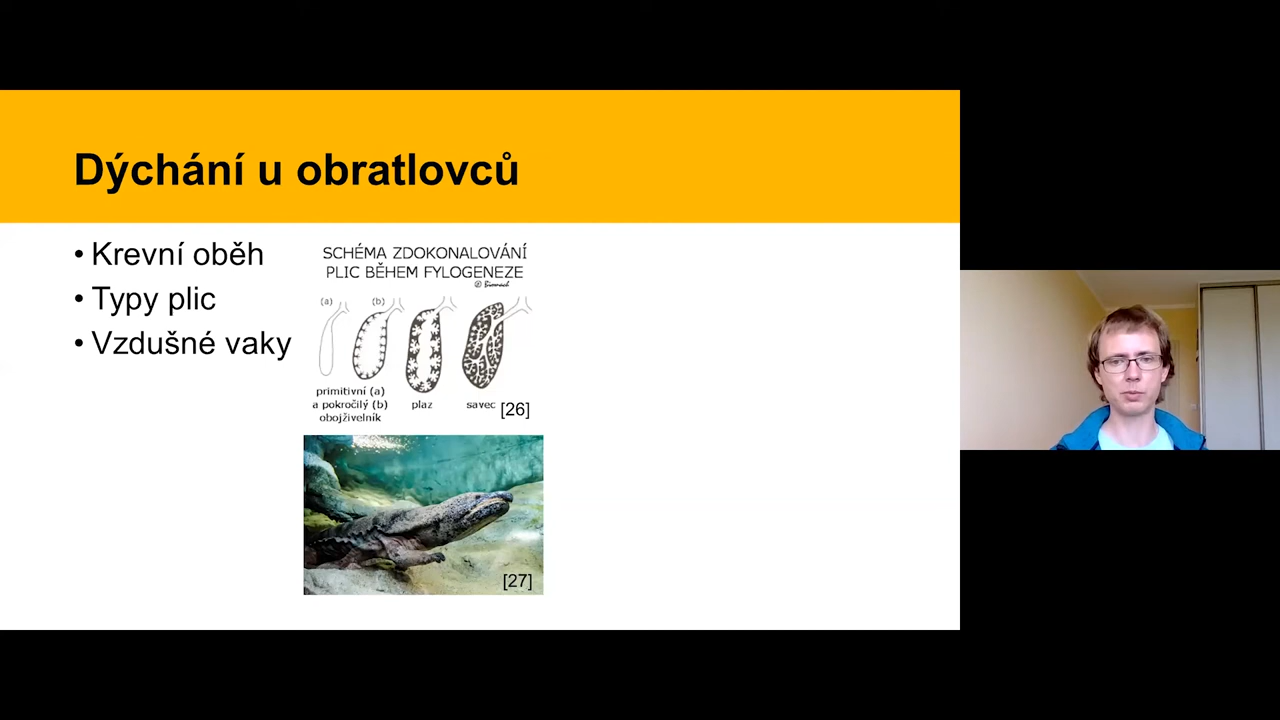 Dýchání u obratlovců
• Krevní oběh
• Typy plic
• Vzdušné vaky
SCHÉMA ZDOKONALOVÁNÍ
PLIC BĚHEM FYLOGENEZE
© Biomach
(a) (b)
primitivní (a)
a pokročilý (b)
obojživelník
plaz
savec
[26]
[27]